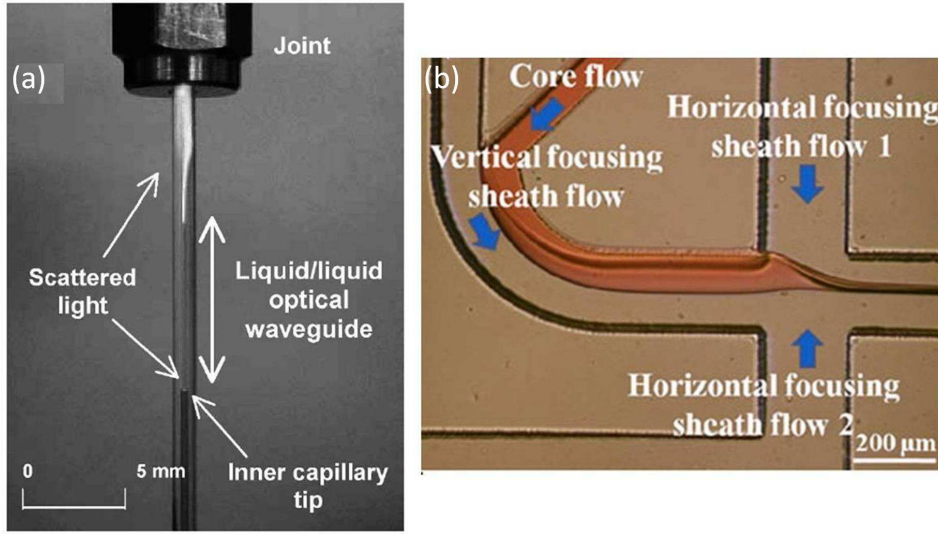 (a)
Joint
Scattered
light
Liquid/liquid
optical
waveguide
0
5 mm
Inner capillary
tip
(b)
Core flow
Vertical focusing
sheath flow
Horizontal focusing
sheath flow 1
Horizontal focusing
sheath flow 2
200 μm